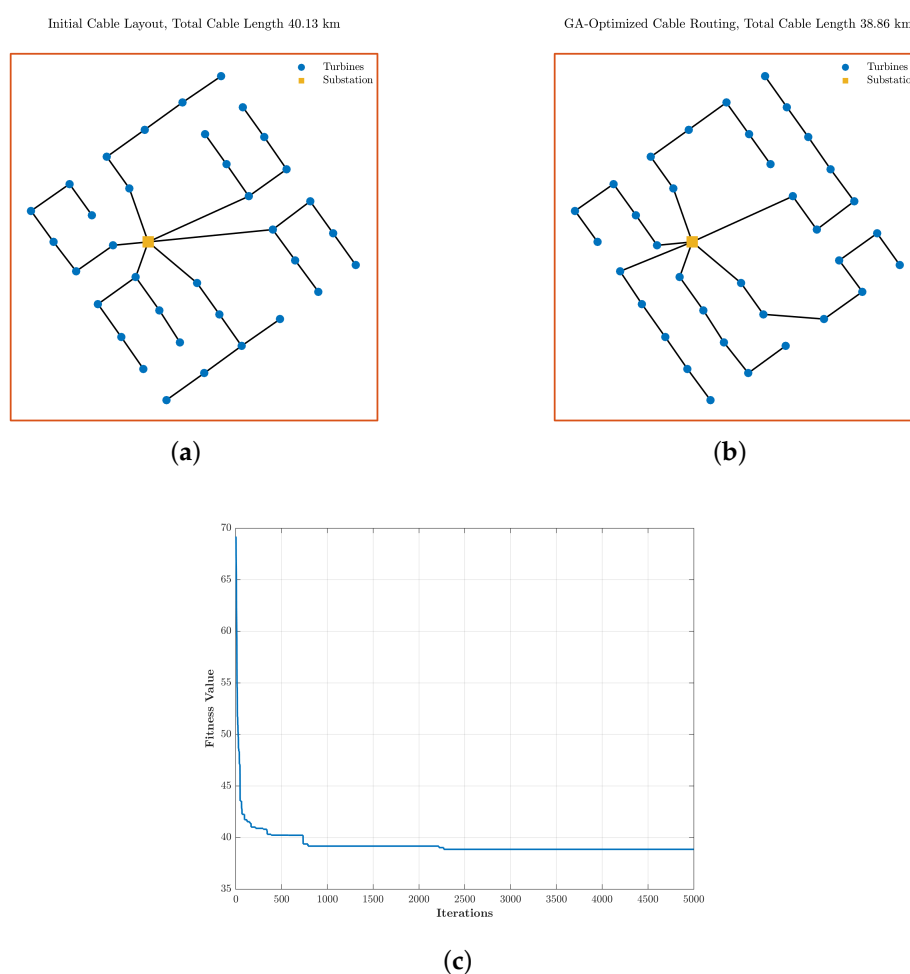 Initial Cable Layout, Total Cable Length 40.13 km
GA-Optimized Cable Routing, Total Cable Length 38.86 km
Turbines
Substation
Turbines
Substation
(a)
(b)
70
65
60
55
50
45
40
35
Fitness Value
0 500 1000 1500 2000 2500 3000 3500 4000 4500 5000
Iterations
(c)